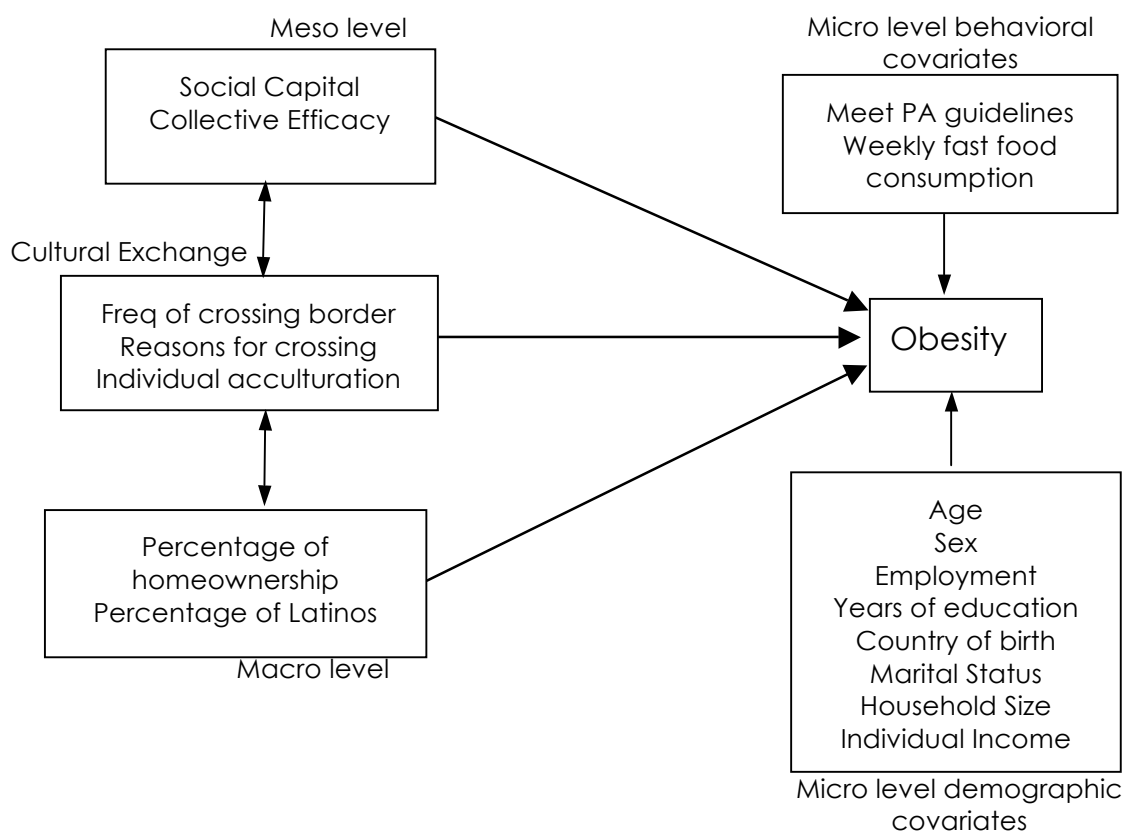 Meso level
Social Capital
Collective Efficacy
Cultural Exchange
Freq of crossing border
Reasons for crossing
Individual acculturation
Percentage of
homeownership
Percentage of Latinos
Macro level
Micro level behavioral
covariates
Meet PA guidelines
Weekly fast food
consumption
Obesity
Age
Sex
Employment
Years of education
Country of birth
Marital Status
Household Size
Individual Income
Micro level demographic
covariates